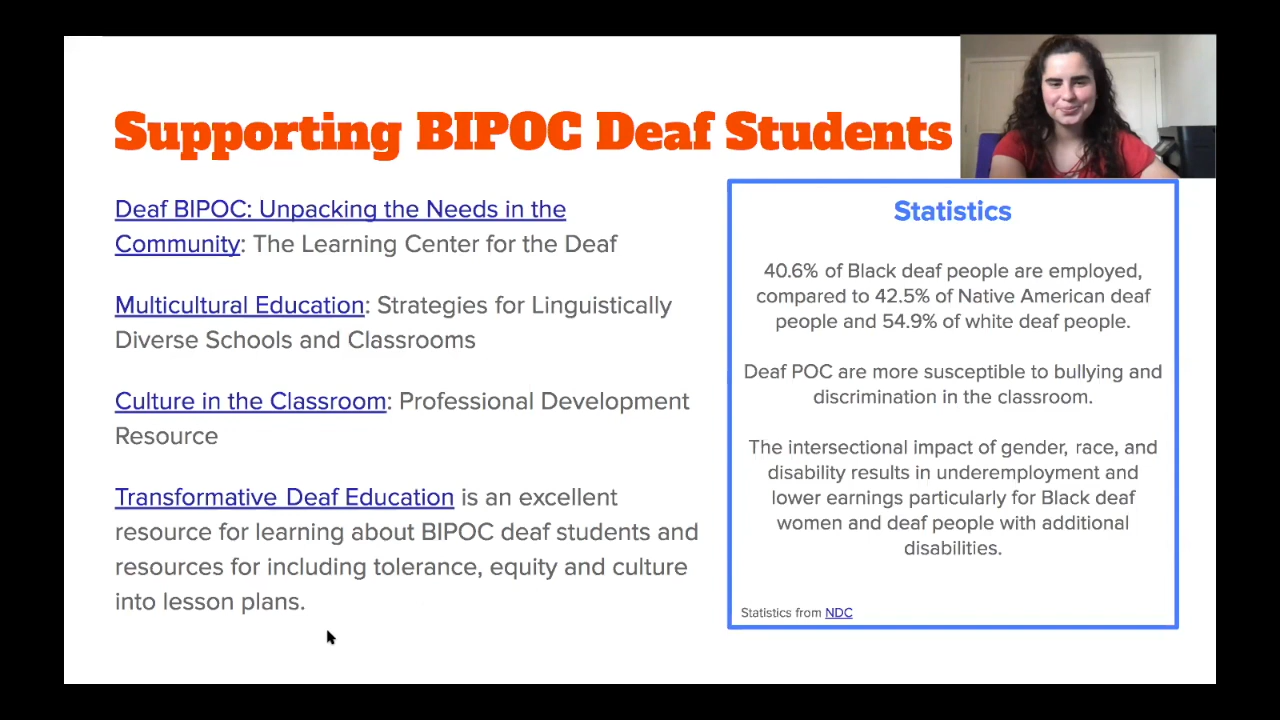 Supporting BIPOC Deaf Students
Deaf BIPOC: Unpacking the Needs in the
Community: The Learning Center for the Deaf
Multicultural Education: Strategies for Linguistically
Diverse Schools and Classrooms
Culture in the Classroom: Professional Development
Resource
Transformative Deaf Education is an excellent
resource for learning about BIPOC deaf students and
resources for including tolerance, equity and culture
into lesson plans.
Statistics
40.6% of Black deaf people are employed,
compared to 42.5% of Native American deaf
people and 54.9% of white deaf people.
Deaf POC are more susceptible to bullying and
discrimination in the classroom.
The intersectional impact of gender, race, and
disability results in underemployment and
lower earnings particularly for Black deaf
women and deaf people with additional
disabilities.
Statistics from NDC